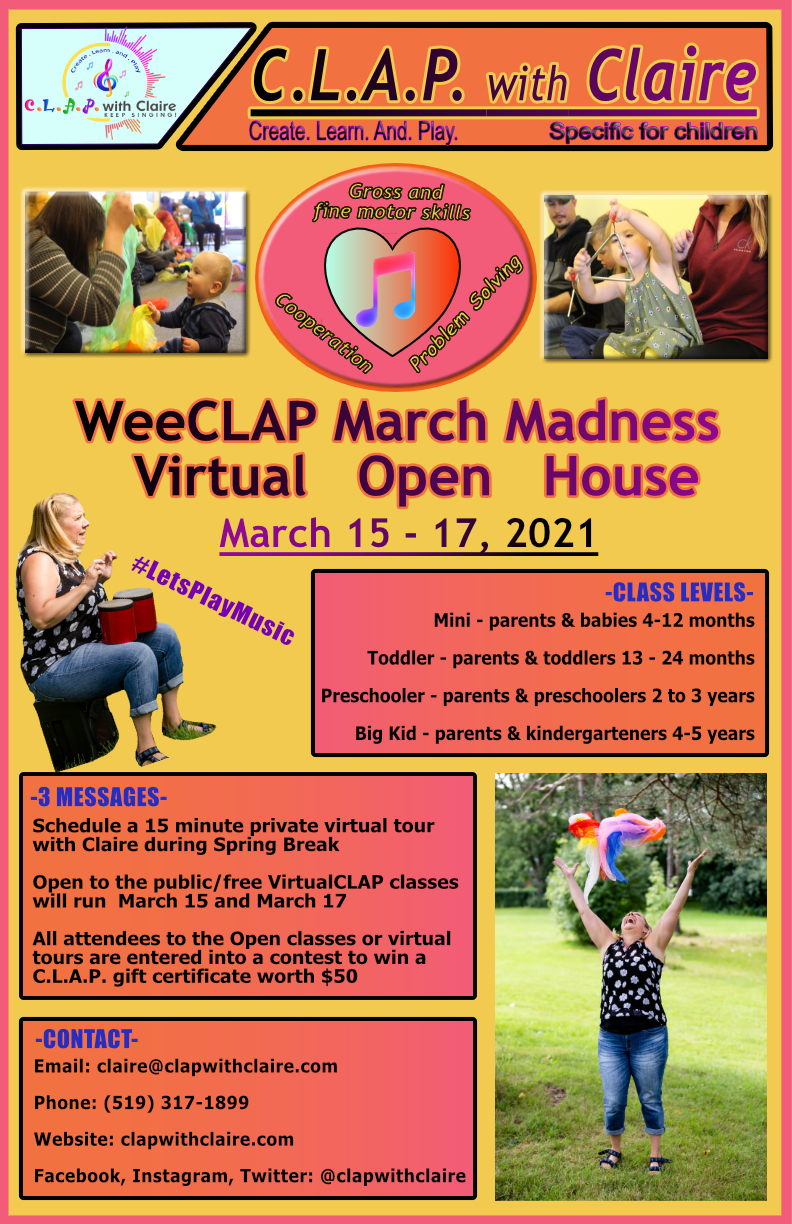 Create . Learn . and . Play
C.L.A.P. with Claire
KEEP SINGING!
C.L.A.P. with Claire
Create. Learn. And. Play.
Specific for children
Gross and
fine motor skills
Cooperation
Problem Solving
WeeCLAP March Madness
Virtual Open House
March 15 - 17, 2021
#LetsPlayMusic
-CLASS LEVELS-
Mini - parents & babies 4-12 months
Toddler - parents & toddlers 13 - 24 months
Preschooler - parents & preschoolers 2 to 3 years
Big Kid - parents & kindergarteners 4-5 years
-3 MESSAGES-
Schedule a 15 minute private virtual tour
with Claire during Spring Break
Open to the public/free VirtualCLAP classes
will run March 15 and March 17
All attendees to the Open classes or virtual
tours are entered into a contest to win a
C.L.A.P. gift certificate worth $50
-CONTACT-
Email: claire@clapwithclaire.com
Phone: (519) 317-1899
Website: clapwithclaire.com
Facebook, Instagram, Twitter: @clapwithclaire